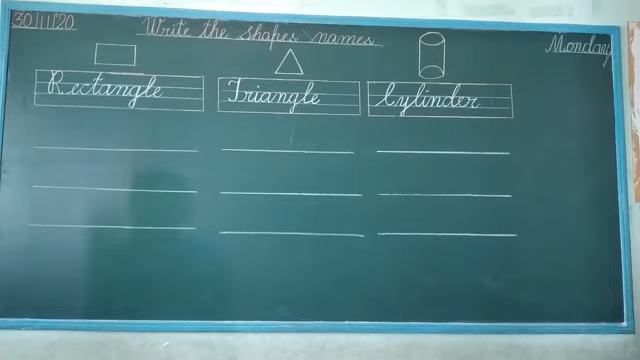 30/11/'20
Write the shapes names
Monday
Rectangle
Triangle
Cylinder